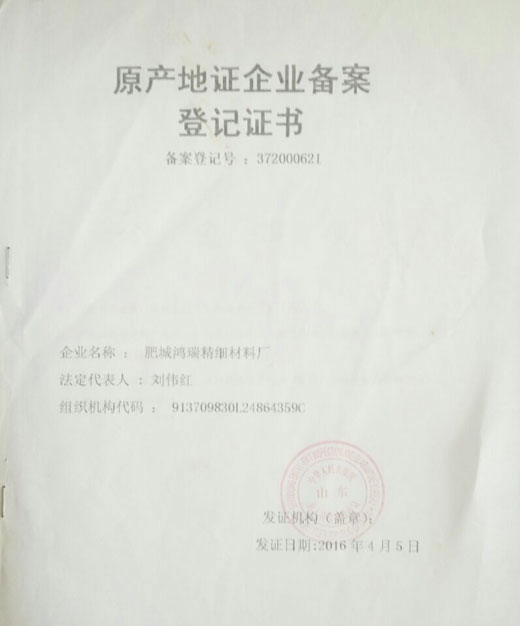 原产地证企业备案
登记证书
备案登记号 : 372000621
企业名称 : 肥城鸿瑞精细材料厂
法定代表人 : 刘伟红
组织机构代码 : 913709830L24864359C
山东
发证机构（盖章）:
发证日期:2016年4月5日